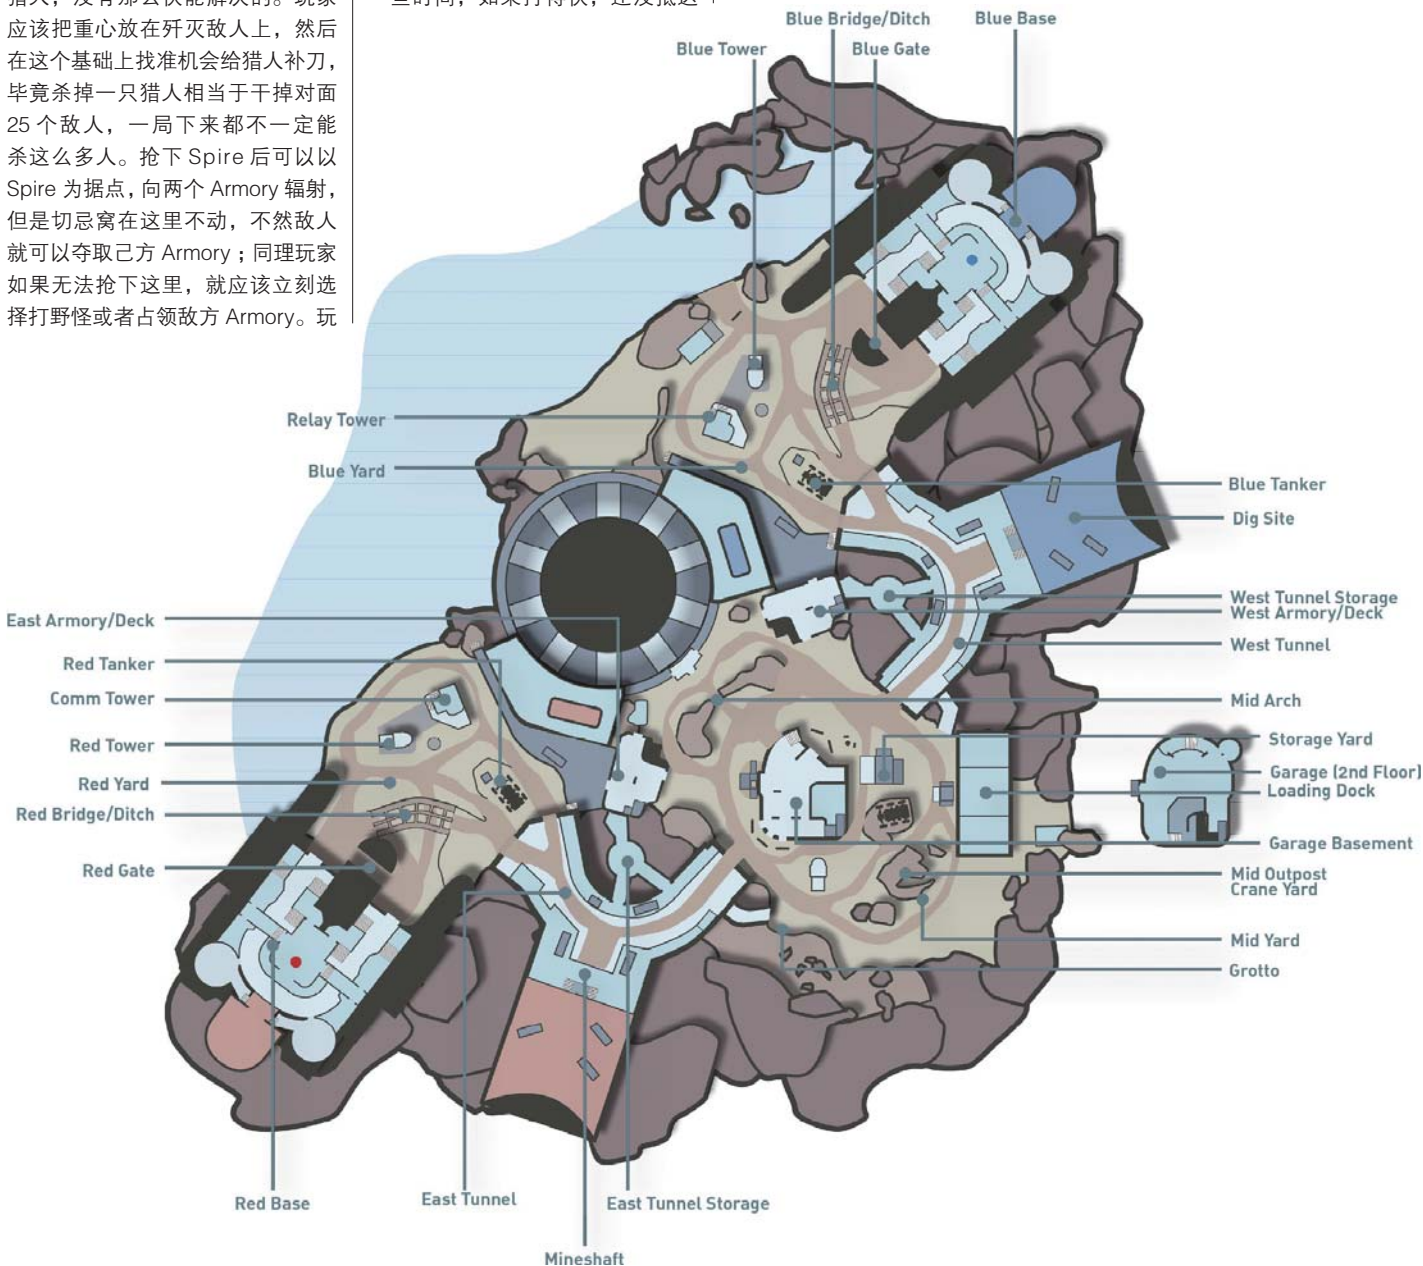 猎人，没有那么快能解决的。玩家
应该把重心放在歼灭敌人上，然后
在这个基础上找准机会给猎人补刀，
毕竟杀掉一只猎人相当于干掉对面
25 个敌人，一局下来都不一定能
杀这么多人。抢下 Spire 后可以以
Spire 为据点，向两个 Armory 辐射，
但是切忌窝在这里不动，不然敌人
就可以夺取己方 Armory；同理玩家
如果无法抢下这里，就应该立刻选
择打野怪或者占领敌方 Armory。玩
Blue Bridge/Ditch
Blue Base
Blue Tower
Blue Gate
Relay Tower
Blue Yard
Blue Tanker
Dig Site
West Tunnel Storage
West Armory/Deck
West Tunnel
East Armory/Deck
Red Tanker
Comm Tower
Mid Arch
Red Tower
Storage Yard
Red Yard
Garage (2nd Floor)
Loading Dock
Red Bridge/Ditch
Garage Basement
Red Gate
Mid Outpost
Crane Yard
Mid Yard
Grotto
Red Base
East Tunnel
East Tunnel Storage
Mineshaft